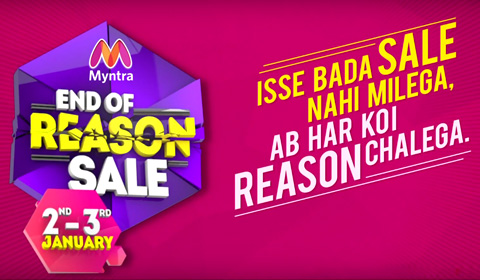 Myntra
END OF
REASON
SALE
2ND-3RD
JANUARY
ISSE BADA SALE
NAHI MILEGA,
AB HAR KOI
REASON CHALEGA.